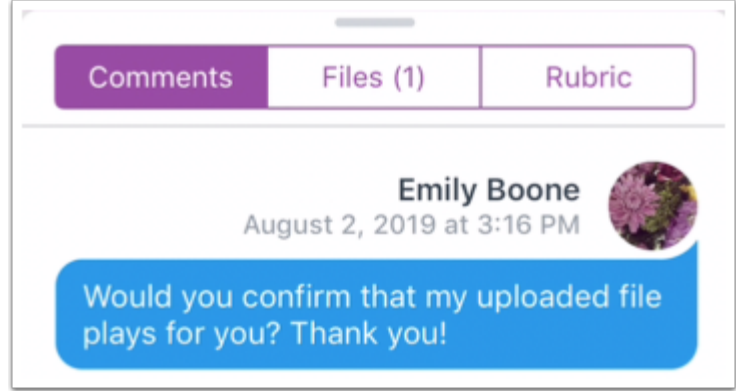 Comments Files (1) Rubric
Emily Boone
August 2, 2019 at 3:16 PM
Would you confirm that my uploaded file
plays for you? Thank you!